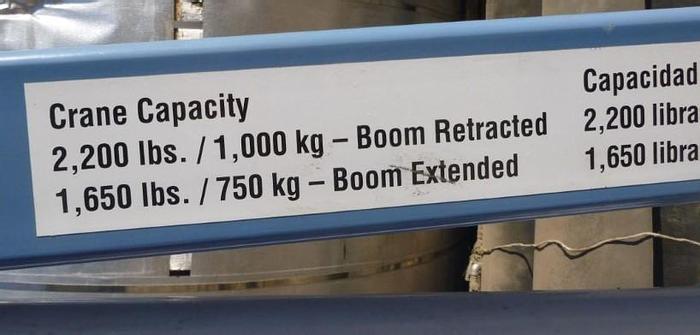 Crane Capacity
2,200 lbs. / 1,000 kg – Boom Retracted
1,650 lbs. / 750 kg – Boom Extended
Capacidad
2,200 libra
1,650 libra